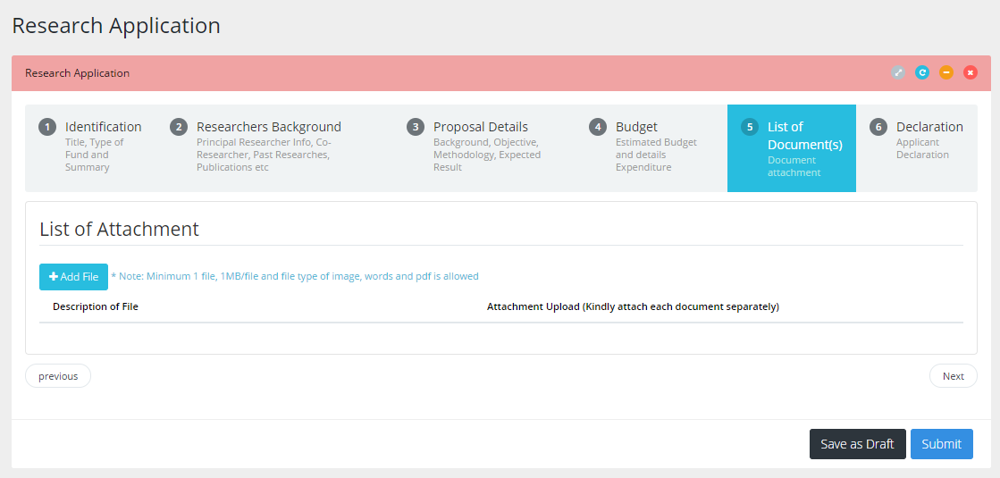 Research Application
Research Application
1 Identification
Title, Type of
Fund and
Summary
2 Researchers Background
Principal Researcher Info, Co-
Researcher, Past Researches,
Publications etc
3 Proposal Details
Background, Objective,
Methodology, Expected
Result
4 Budget
Estimated Budget
and details
Expenditure
5 List of
Document(s)
Document
attachment
6 Declaration
Applicant
Declaration
List of Attachment
Add File * Note: Minimum 1 file, 1MB/file and file type of image, words and pdf is allowed
Description of File Attachment Upload (Kindly attach each document separately)
previous Next
Save as Draft Submit